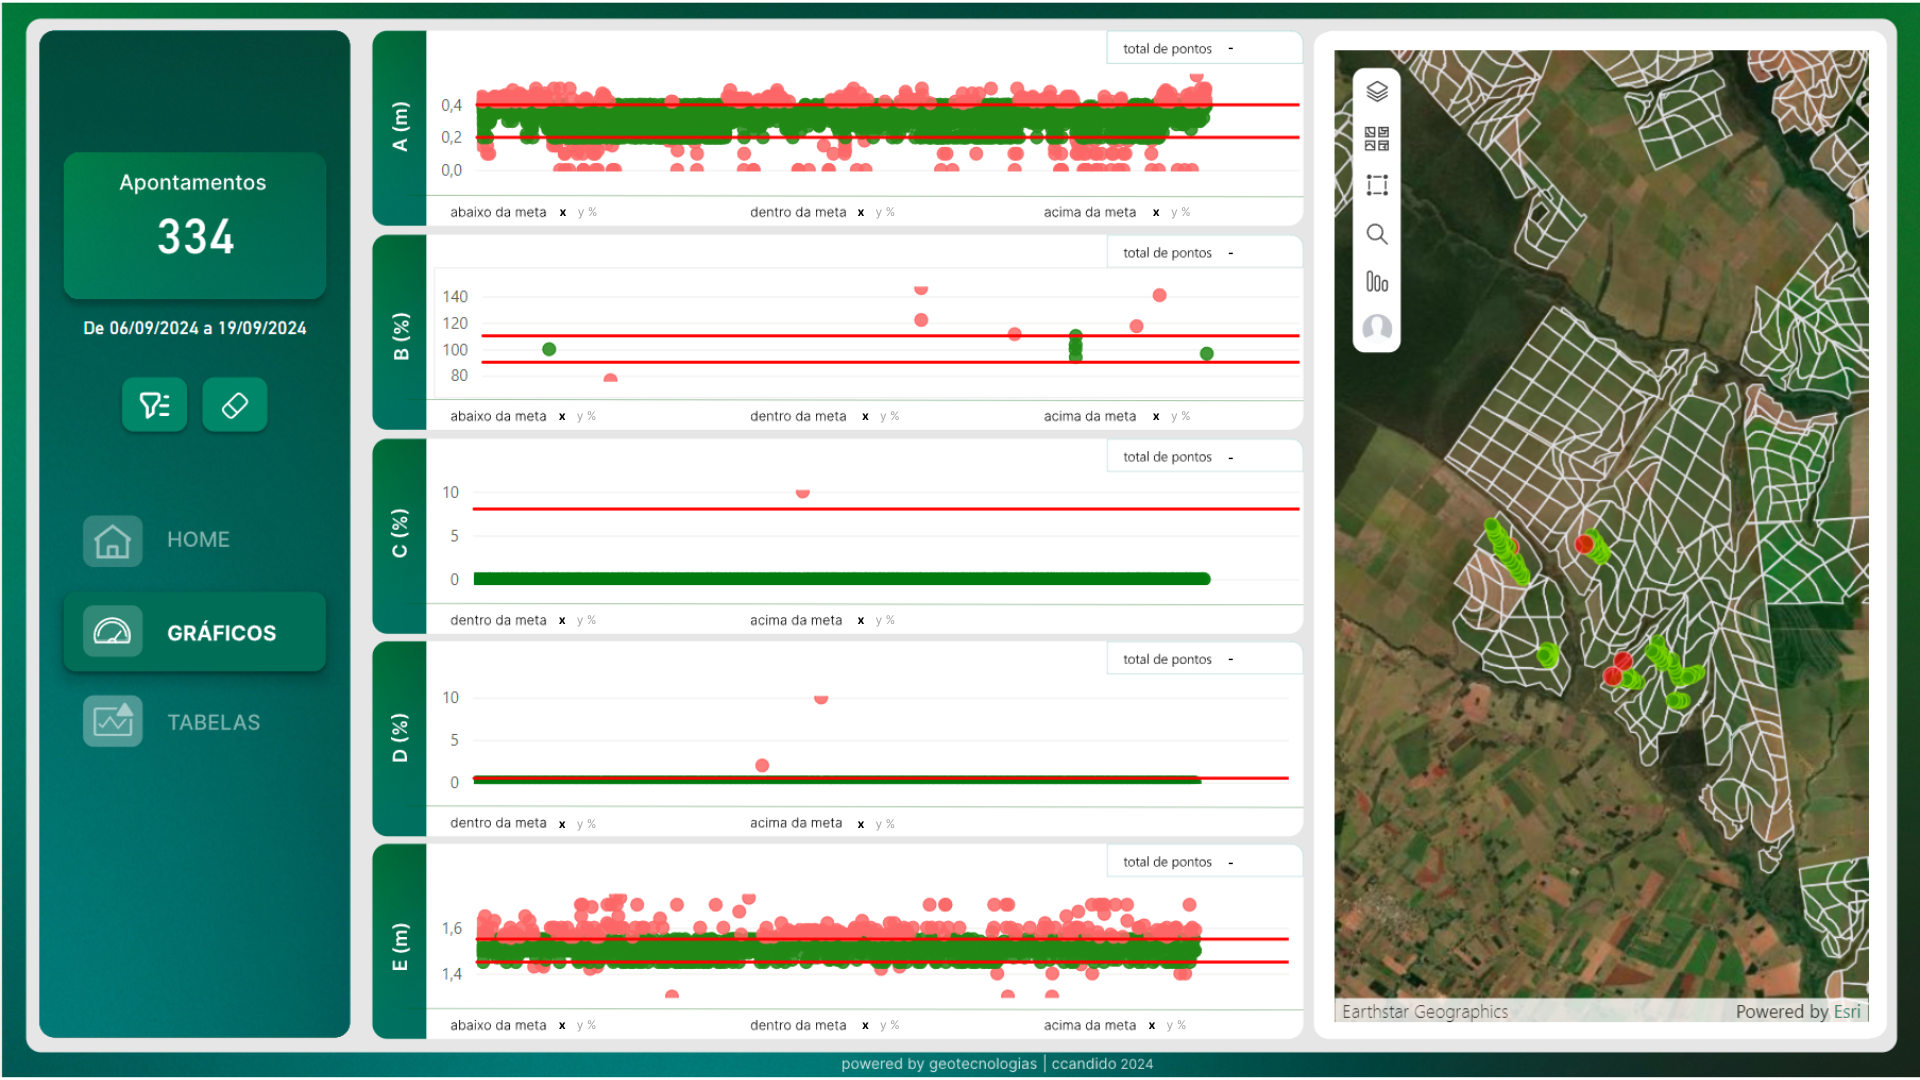 Apontamentos
334
De 06/09/2024 a 19/09/2024
HOME
GRÁFICOS
TABELAS
A (m)
total de pontos -
0,4
0,2
0,0
abaixo da meta x y % dentro da meta x y % acima da meta x y %
B (%)
total de pontos -
140
120
100
80
abaixo da meta x y % dentro da meta x y % acima da meta x y %
C (%)
total de pontos -
10
5
0
dentro da meta x y % acima da meta x y %
D (%)
total de pontos -
10
5
0
dentro da meta x y % acima da meta x y %
E (m)
total de pontos -
1,6
1,4
abaixo da meta x y % dentro da meta x y % acima da meta x y %
Earthstar Geographics Powered by Esri
powered by geotecnologias | ccandido 2024